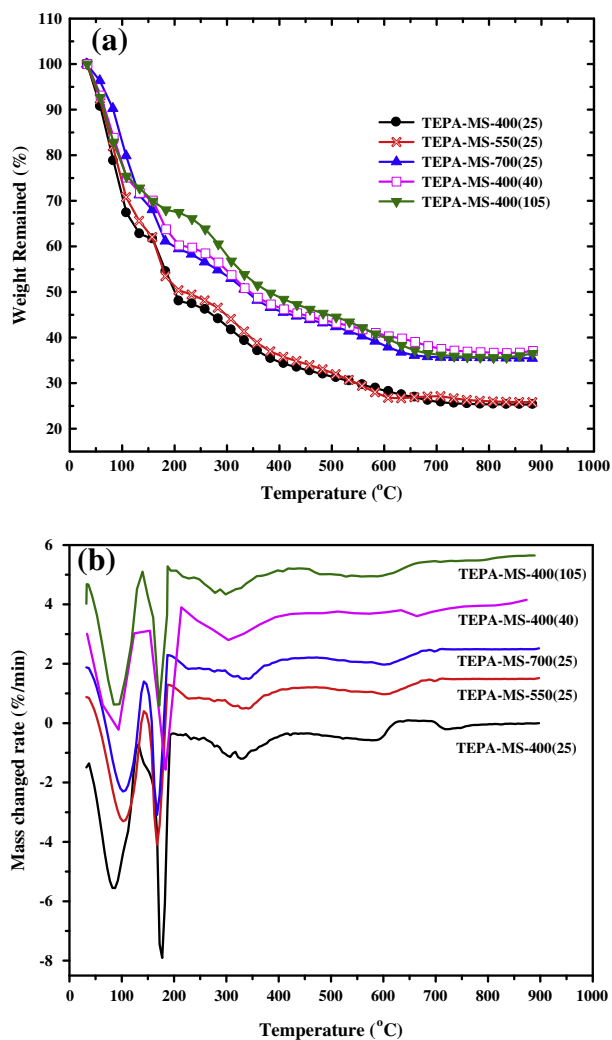 (a)
Weight Remained (%)
100
90
80
70
60
50
40
30
20
TEPA-MS-400(25)
TEPA-MS-550(25)
TEPA-MS-700(25)
TEPA-MS-400(40)
TEPA-MS-400(105)
0 100 200 300 400 500 600 700 800 900 1000
Temperature (°C)
(b)
Mass changed rate (%/min)
6
4
2
0
-2
-4
-6
-8
TEPA-MS-400(105)
TEPA-MS-400(40)
TEPA-MS-700(25)
TEPA-MS-550(25)
TEPA-MS-400(25)
0 100 200 300 400 500 600 700 800 900 1000
Temperature (°C)